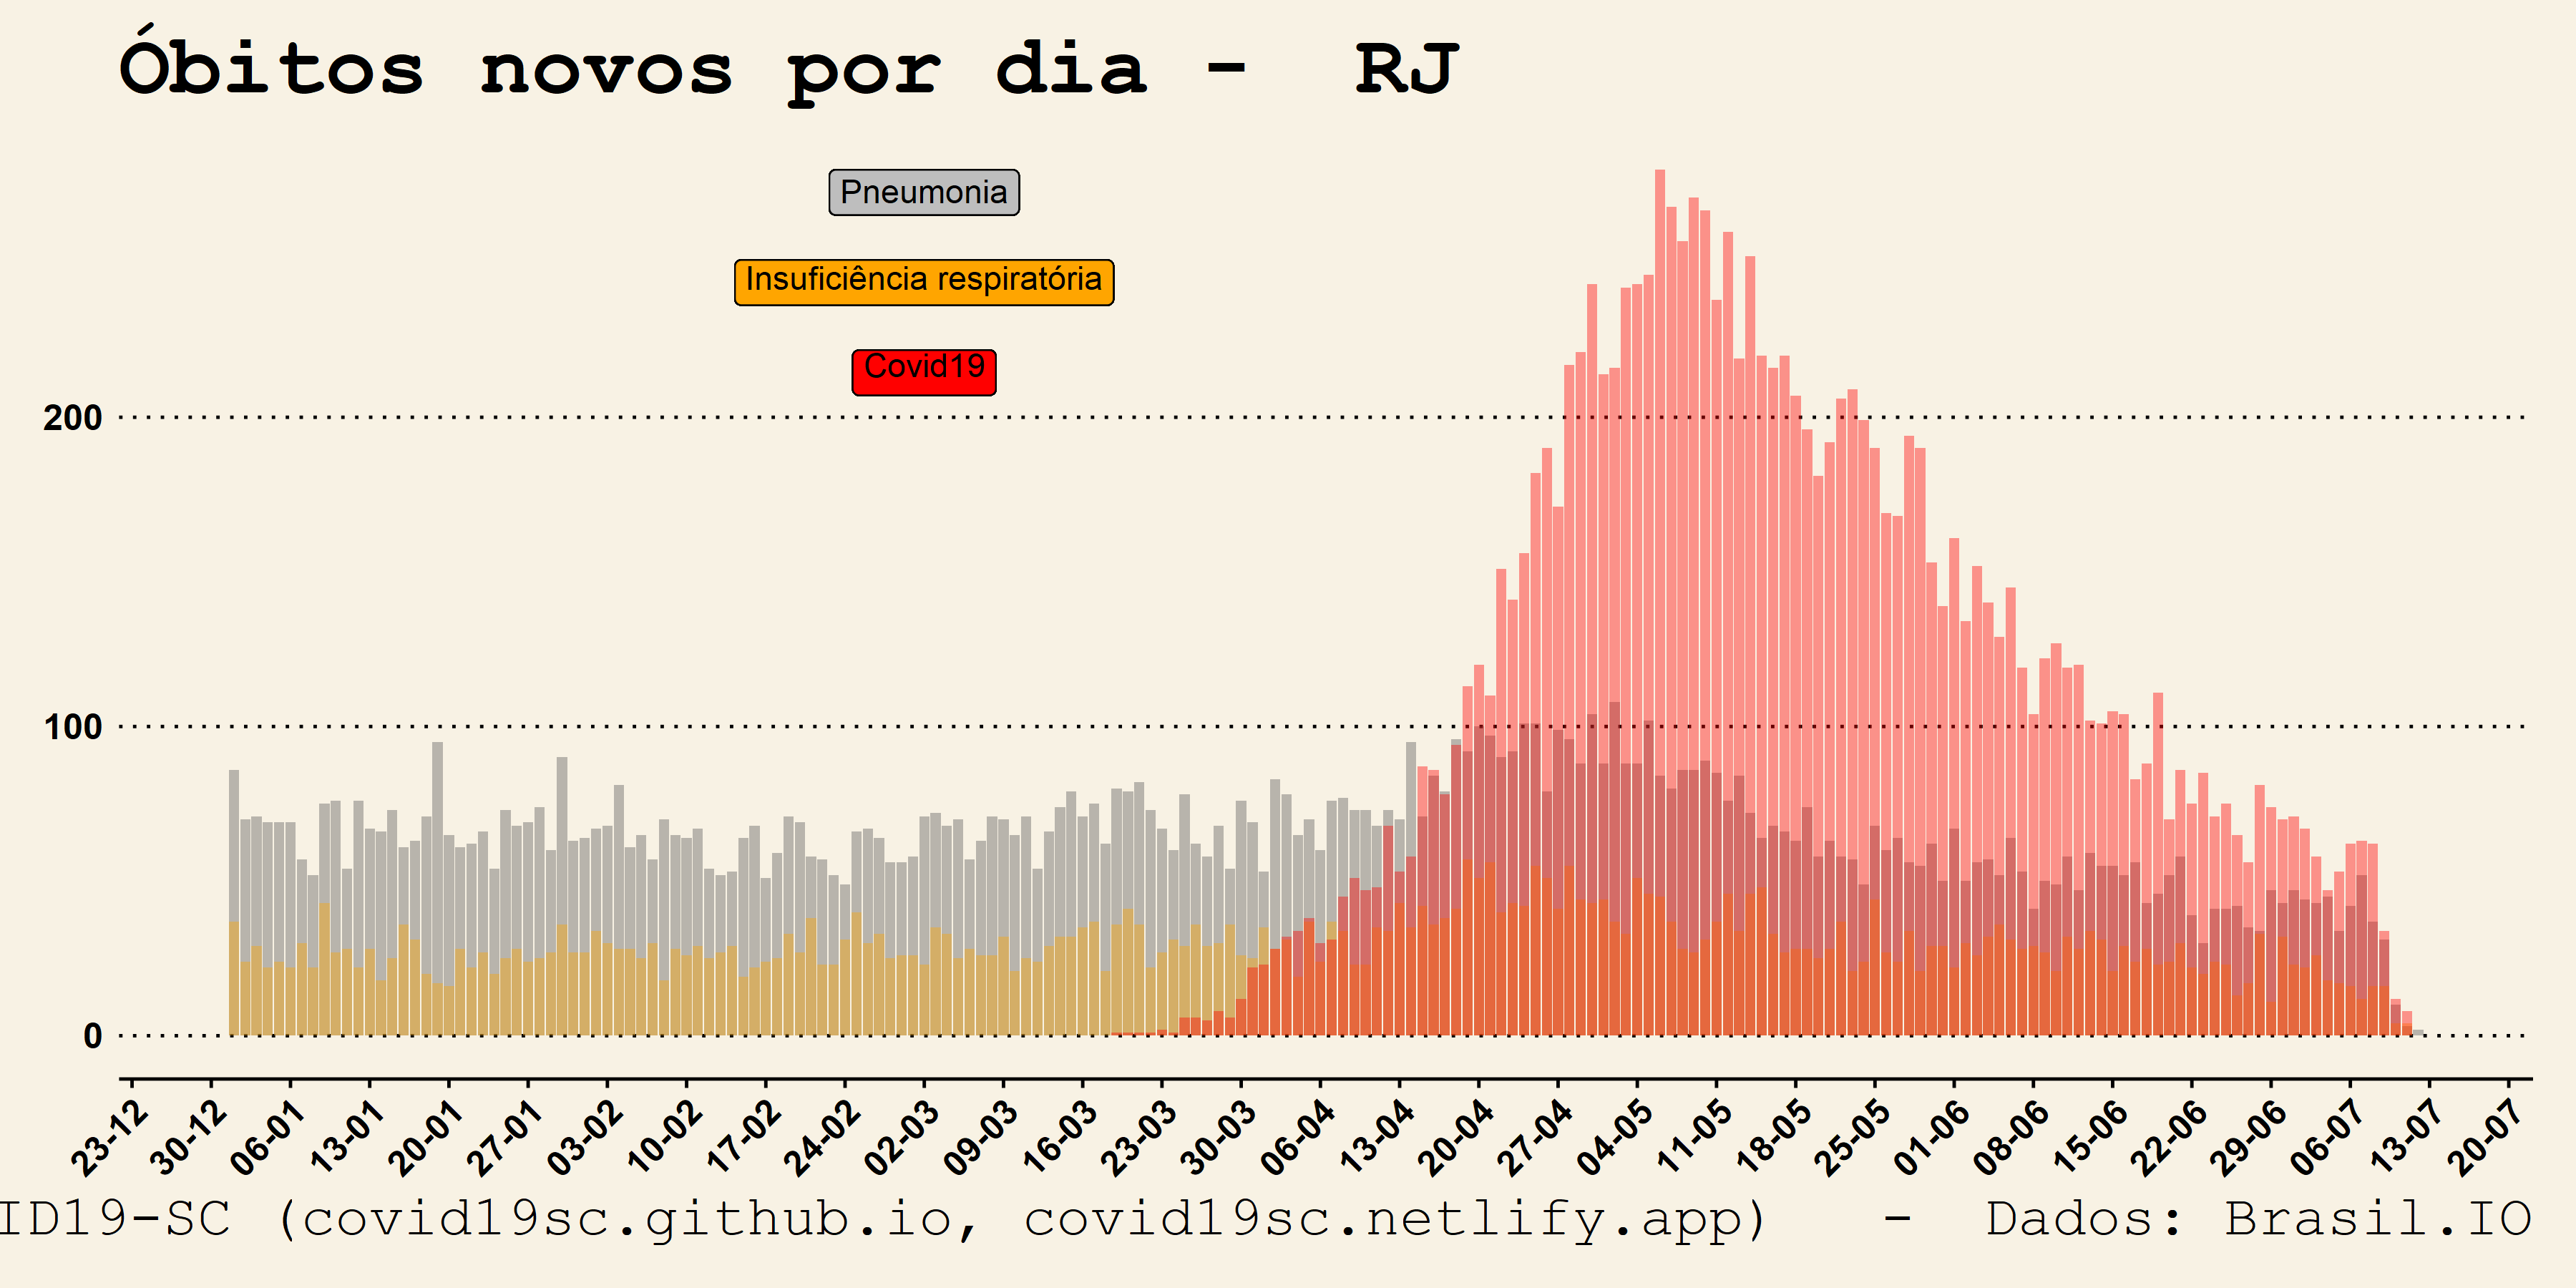 Óbitos novos por dia - RJ
Pneumonia
Insuficiência respiratória
Covid19
200
100
0
23-12 30-12 06-01 13-01 20-01 27-01 03-02 10-02 17-02 24-02 02-03 09-03 16-03 23-03 30-03 06-04 13-04 20-04 27-04 04-05 11-05 18-05 25-05 01-06 08-06 15-06 22-06 29-06 06-07 13-07 20-07
ID19-SC (covid19sc.github.io, covid19sc.netlify.app) - Dados: Brasil.IO